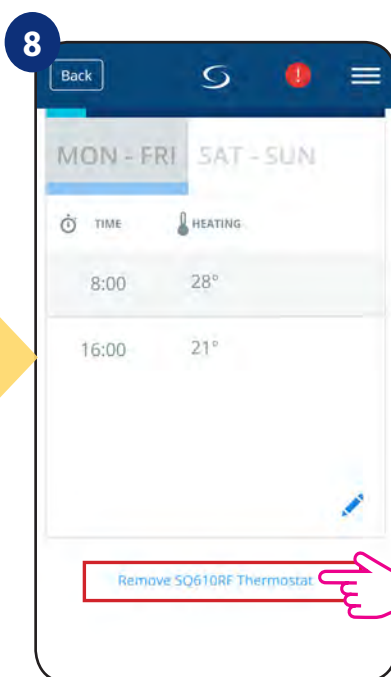 8
Back
!
MON - FRI SAT - SUN
TIME HEATING
8:00 28°
16:00 21°
Remove SQ610RF Thermostat